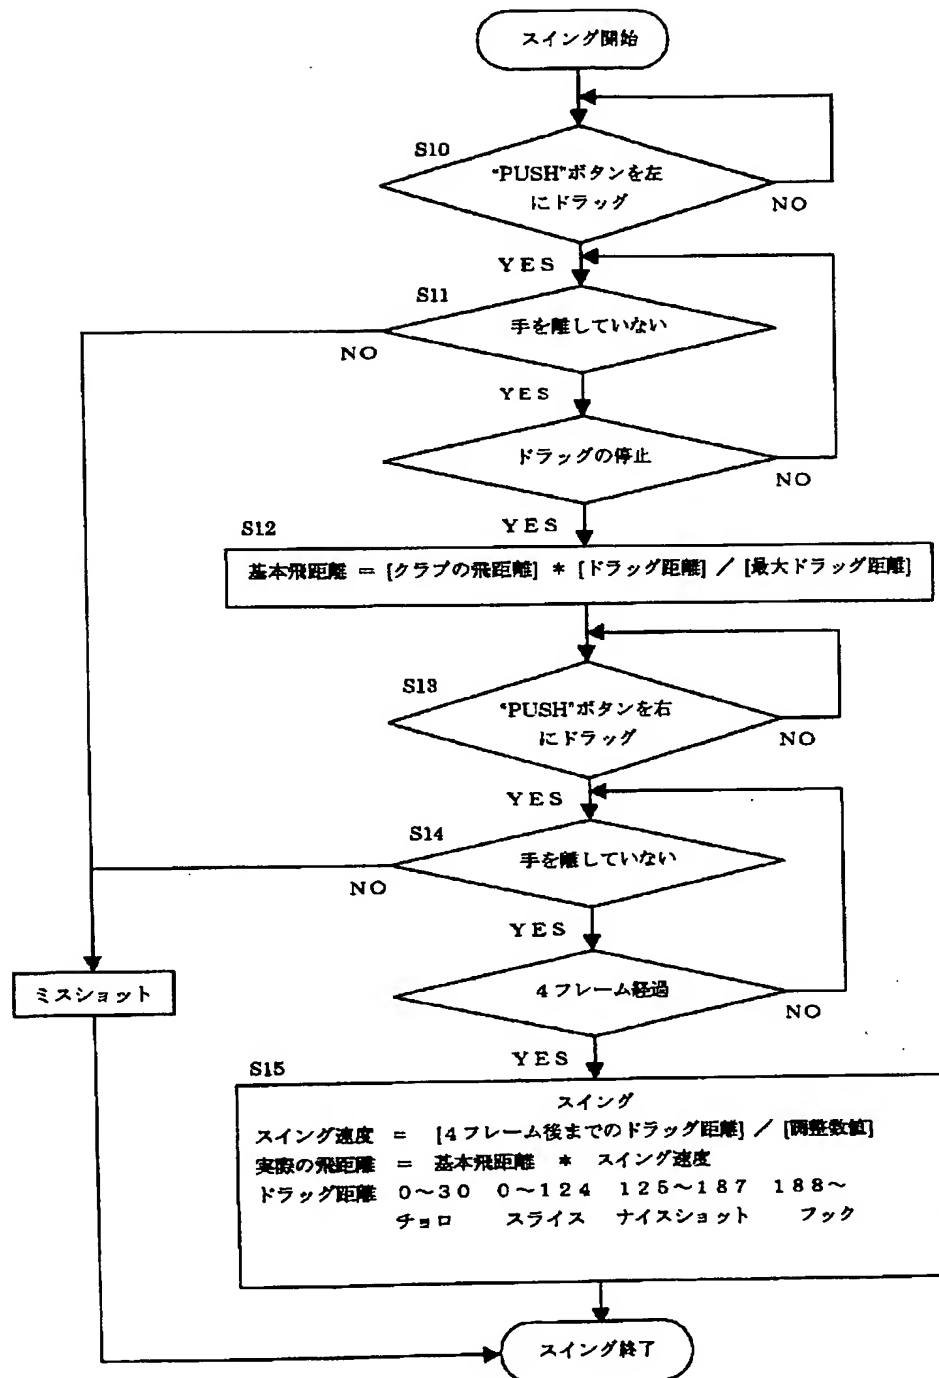 スイング開始
S10
"PUSH"ボタンを左
にドラッグ
NO
YES
S11
手を離していない
NO
YES
ドラッグの停止
NO
YES
S12
基本飛距離 = [クラブの飛距離] * [ドラッグ距離] / [最大ドラッグ距離]
S13
"PUSH"ボタンを右
にドラッグ
NO
YES
S14
手を離していない
NO
YES
ミスショット
4フレーム経過
NO
YES
S15
スイング
スイング速度 = [4フレーム後までのドラッグ距離] / [調整数値]
実際の飛距離 = 基本飛距離 * スイング速度
ドラッグ距離 0～30 0～124 125～187 188～
チョロ スライス ナイスショット フック
スイング終了